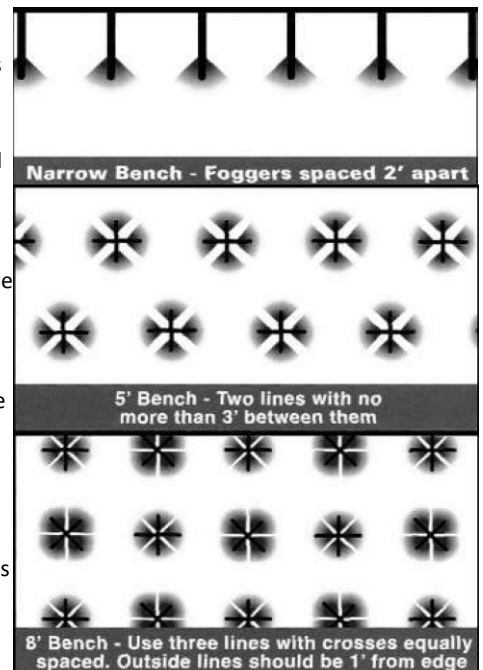 Narrow Bench - Foggers spaced 2' apart
5' Bench - Two lines with no
more than 3' between them
8' Bench - Use three lines with crosses equally
spaced. Outside lines should be 1' from edge